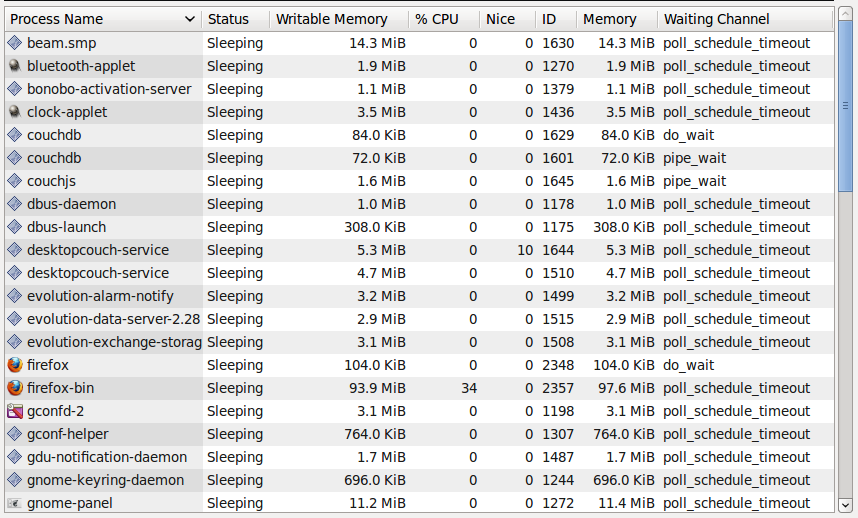 Process Name Status Writable Memory % CPU Nice ID Memory Waiting Channel
beam.smp Sleeping 14.3 MiB 0 0 1630 14.3 MiB poll_schedule_timeout
bluetooth-applet Sleeping 1.9 MiB 0 0 1270 1.9 MiB poll_schedule_timeout
bonobo-activation-server Sleeping 1.1 MiB 0 0 1379 1.1 MiB poll_schedule_timeout
clock-applet Sleeping 3.5 MiB 0 0 1436 3.5 MiB poll_schedule_timeout
couchdb Sleeping 84.0 KiB 0 0 1629 84.0 KiB do_wait
couchdb Sleeping 72.0 KiB 0 0 1601 72.0 KiB pipe_wait
couchjs Sleeping 1.6 MiB 0 0 1645 1.6 MiB pipe_wait
dbus-daemon Sleeping 1.0 MiB 0 0 1178 1.0 MiB poll_schedule_timeout
dbus-launch Sleeping 308.0 KiB 0 0 1175 308.0 KiB poll_schedule_timeout
desktopcouch-service Sleeping 5.3 MiB 0 10 1644 5.3 MiB poll_schedule_timeout
desktopcouch-service Sleeping 4.7 MiB 0 0 1510 4.7 MiB poll_schedule_timeout
evolution-alarm-notify Sleeping 3.2 MiB 0 0 1499 3.2 MiB poll_schedule_timeout
evolution-data-server-2.28 Sleeping 2.9 MiB 0 0 1515 2.9 MiB poll_schedule_timeout
evolution-exchange-storag Sleeping 3.1 MiB 0 0 1508 3.1 MiB poll_schedule_timeout
firefox Sleeping 104.0 KiB 0 0 2348 104.0 KiB do_wait
firefox-bin Sleeping 93.9 MiB 34 0 2357 97.6 MiB poll_schedule_timeout
gconfd-2 Sleeping 3.1 MiB 0 0 1198 3.1 MiB poll_schedule_timeout
gconf-helper Sleeping 764.0 KiB 0 0 1307 764.0 KiB poll_schedule_timeout
gdu-notification-daemon Sleeping 1.7 MiB 0 0 1487 1.7 MiB poll_schedule_timeout
gnome-keyring-daemon Sleeping 696.0 KiB 0 0 1244 696.0 KiB poll_schedule_timeout
gnome-panel Sleeping 11.2 MiB 0 0 1272 11.4 MiB poll_schedule_timeout